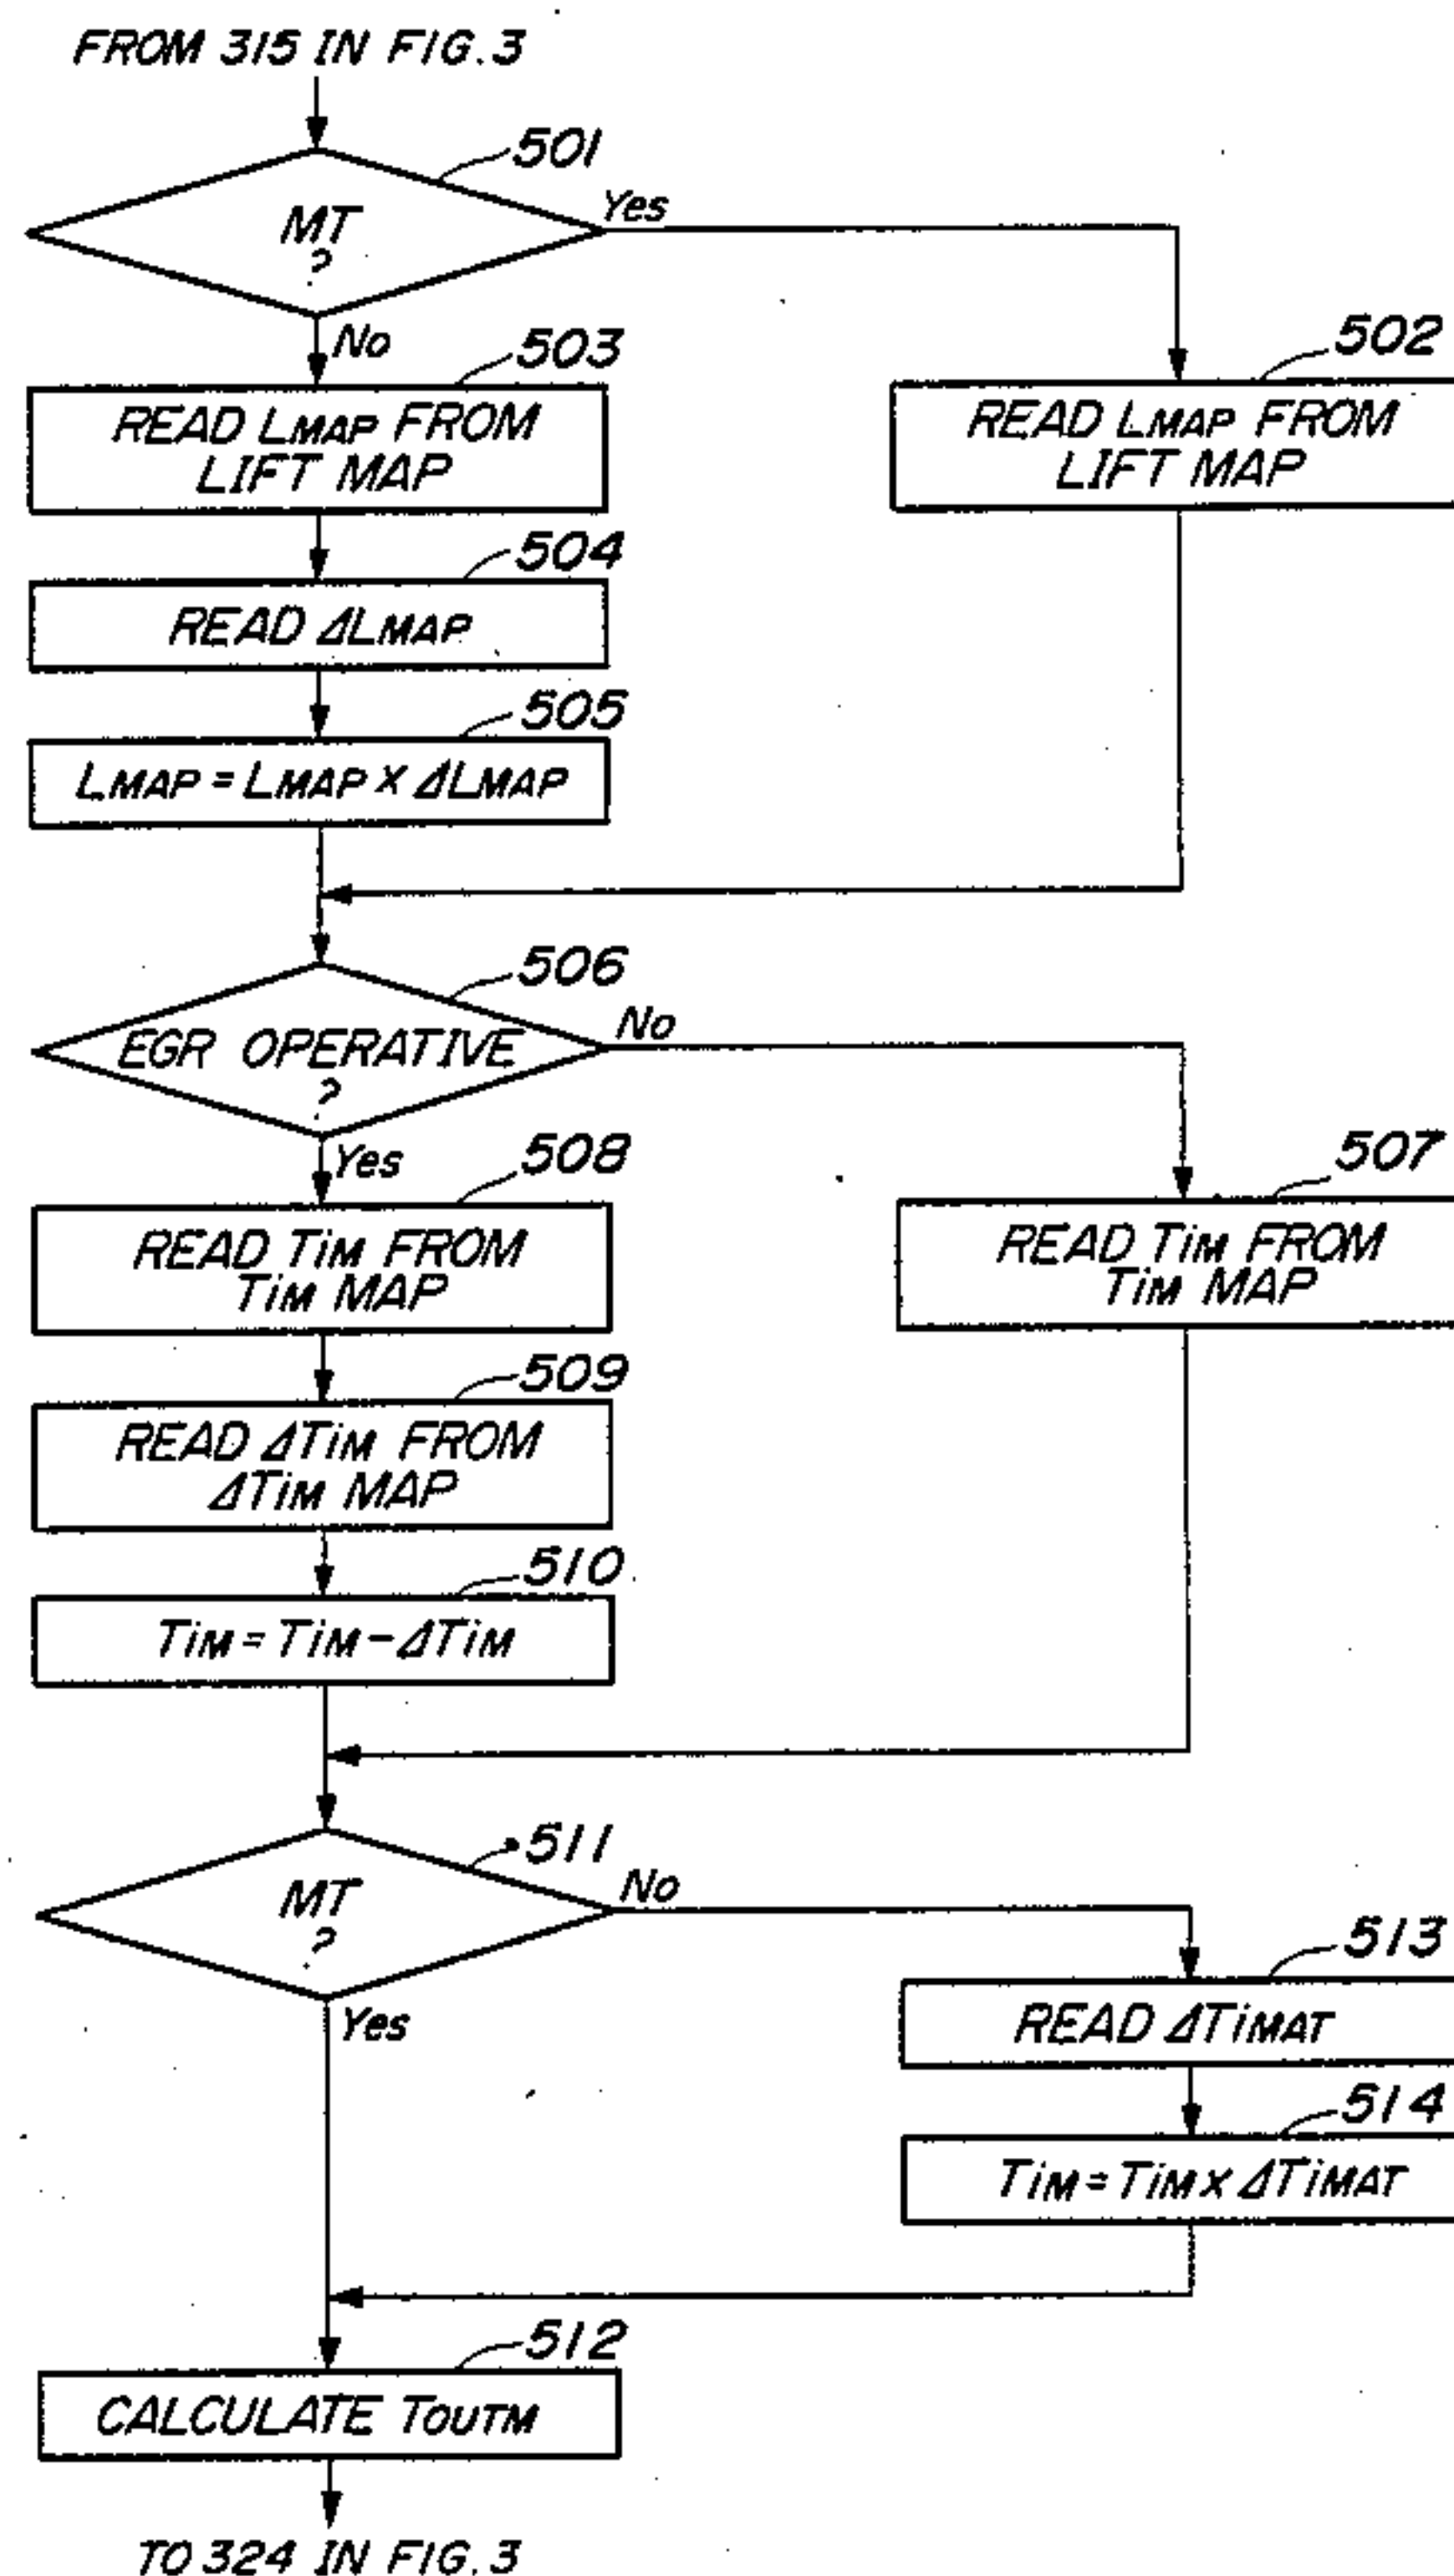 FROM 315 IN FIG. 3
501
MT
?
Yes
No
503
READ LMAP FROM
LIFT MAP
502
READ LMAP FROM
LIFT MAP
504
READ ΔLMAP
505
LMAP = LMAP × ΔLMAP
506
EGR OPERATIVE
?
No
Yes
508
READ TiM FROM
TiM MAP
507
READ TiM FROM
TiM MAP
509
READ ΔTiM FROM
ΔTiM MAP
510
TiM = TiM − ΔTiM
511
MT
?
No
Yes
513
READ ΔTiMAT
514
TiM = TiM × ΔTiMAT
512
CALCULATE TOUTM
TO 324 IN FIG. 3